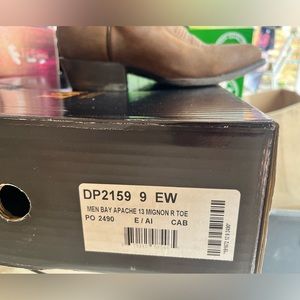 DP2159 9 EW
MEN BAY APACHE 13 MIGNON R TOE
PO 2490 E / AI CAB